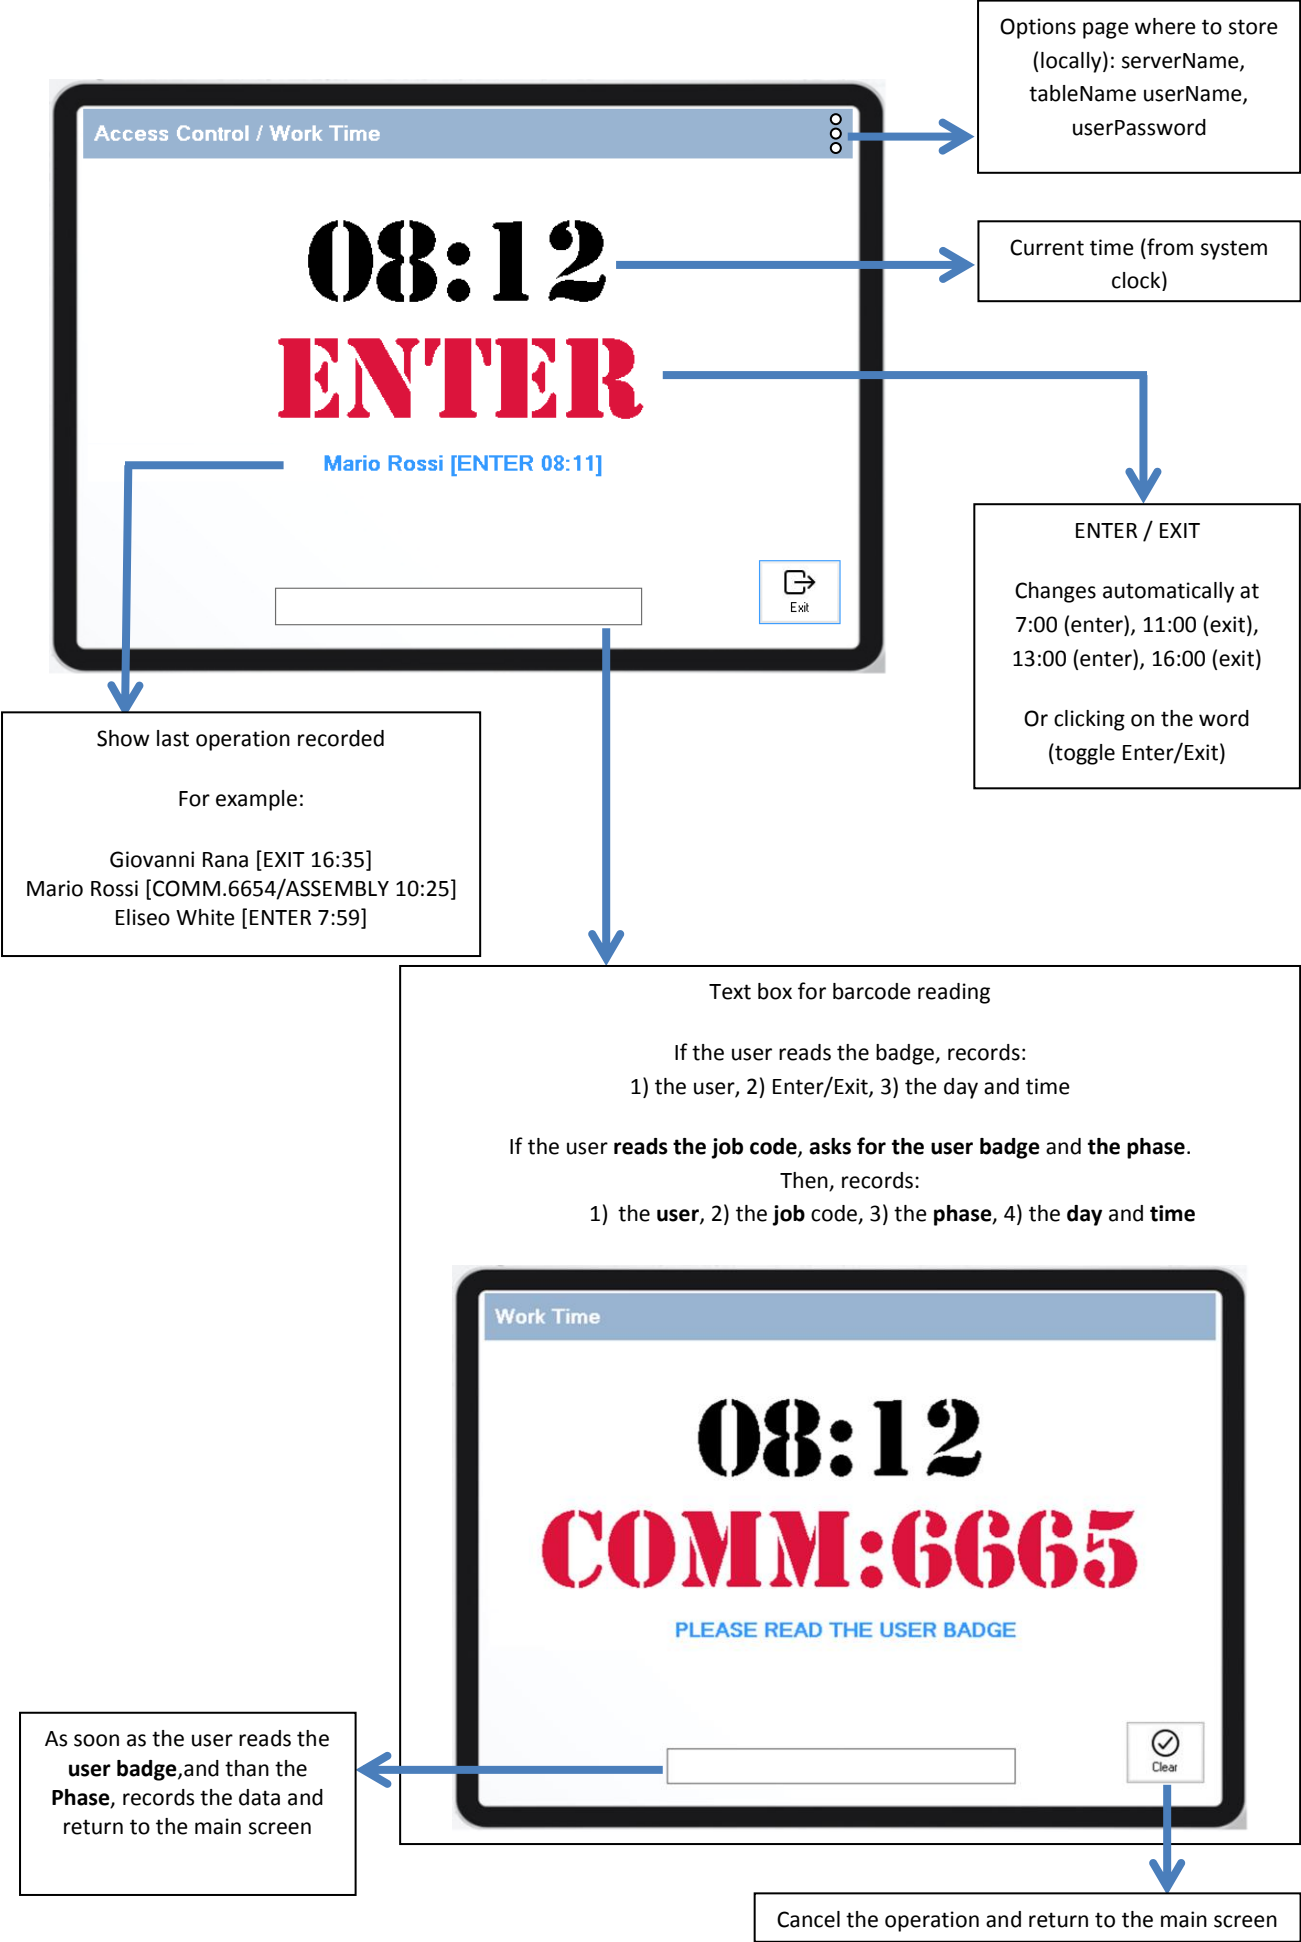 Options page where to store
(locally): serverName,
tableName userName,
userPassword
Access Control / Work Time
08:12
Current time (from system
clock)
ENTER
Mario Rossi [ENTER 08:11]
Exit
ENTER / EXIT
Changes automatically at
7:00 (enter), 11:00 (exit),
13:00 (enter), 16:00 (exit)
Or clicking on the word
(toggle Enter/Exit)
Show last operation recorded
For example:
Giovanni Rana [EXIT 16:35]
Mario Rossi [COMM.6654/ASSEMBLY 10:25]
Eliseo White [ENTER 7:59]
Text box for barcode reading
If the user reads the badge, records:
1) the user, 2) Enter/Exit, 3) the day and time
If the user reads the job code, asks for the user badge and the phase.
Then, records:
1) the user, 2) the job code, 3) the phase, 4) the day and time
Work Time
08:12
COMM:6665
PLEASE READ THE USER BADGE
Clear
As soon as the user reads the
user badge,and than the
Phase, records the data and
return to the main screen
Cancel the operation and return to the main screen